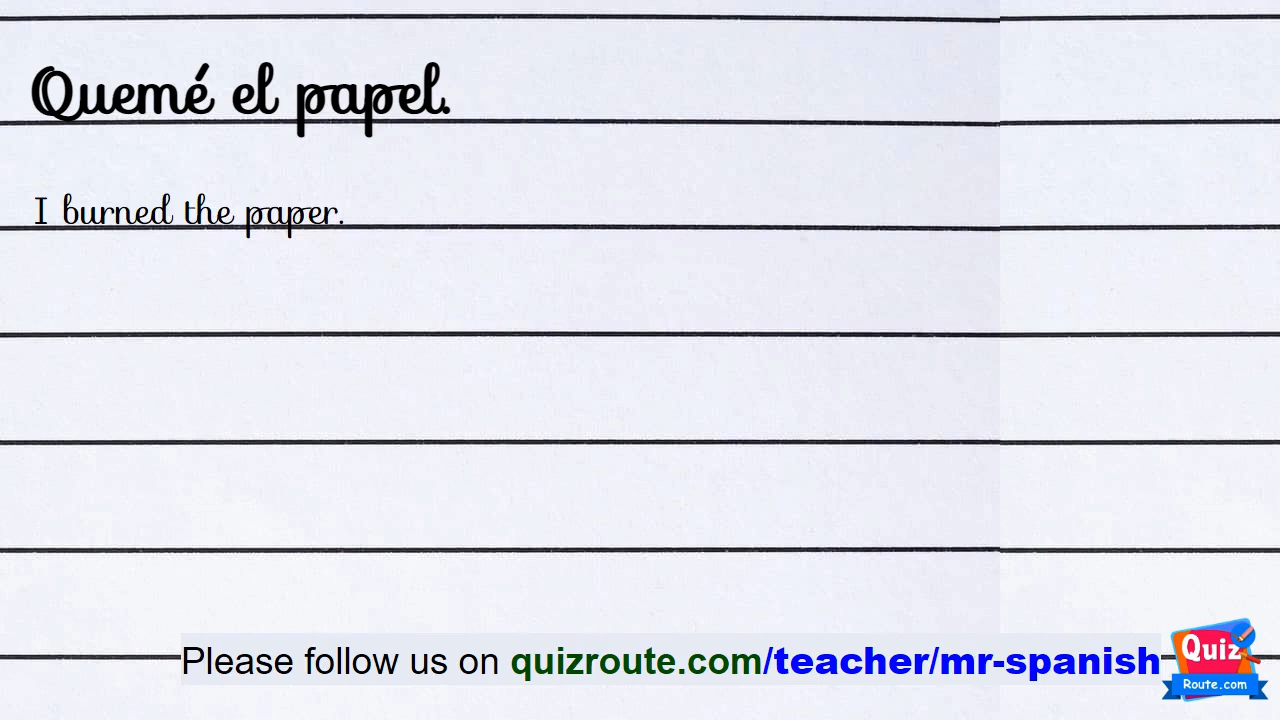 Quemé el papel.
I burned the paper.
Please follow us on quizroute.com/teacher/mr-spanish
Quiz
Route.com